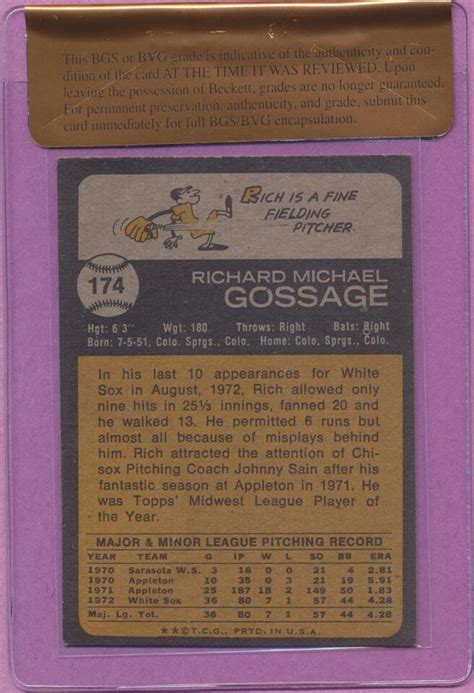 This BGS or BVG grade is indicative of the authenticity and con-
dition of the card AT THE TIME IT WAS REVIEWED. Upon
leaving the possession of Beckett, grades are no longer guaranteed.
For permanent preservation, authenticity, and grade, submit this
card immediately for full BGS/BVG encapsulation.
RICH IS A FINE
FIELDING
PITCHER.
174
RICHARD MICHAEL
GOSSAGE
Hgt: 6'3" Wgt: 180 Throws: Right Bats: Right
Born: 7-5-51, Colo. Sprgs., Colo. Home: Colo. Sprgs., Colo.
In his last 10 appearances for White
Sox in August, 1972, Rich allowed only
nine hits in 25⅓ innings, fanned 20 and
he walked 13. He permitted 6 runs but
almost all because of misplays behind
him. Rich attracted the attention of Chi-
sox Pitching Coach Johnny Sain after his
fantastic season at Appleton in 1971. He
was Topps' Midwest League Player of
the Year.
MAJOR & MINOR LEAGUE PITCHING RECORD
YEAR TEAM G IP W L SO BB ERA
1970 Sarasota W.S. 3 16 0 0 21 4 2.81
1970 Appleton 10 35 0 3 21 19 5.91
1971 Appleton 25 187 18 2 149 50 1.83
1972 White Sox 36 80 7 1 57 44 4.28
Maj. Lg. Tot. 36 80 7 1 57 44 4.28
**©T.C.G., PRTD. IN U.S.A.